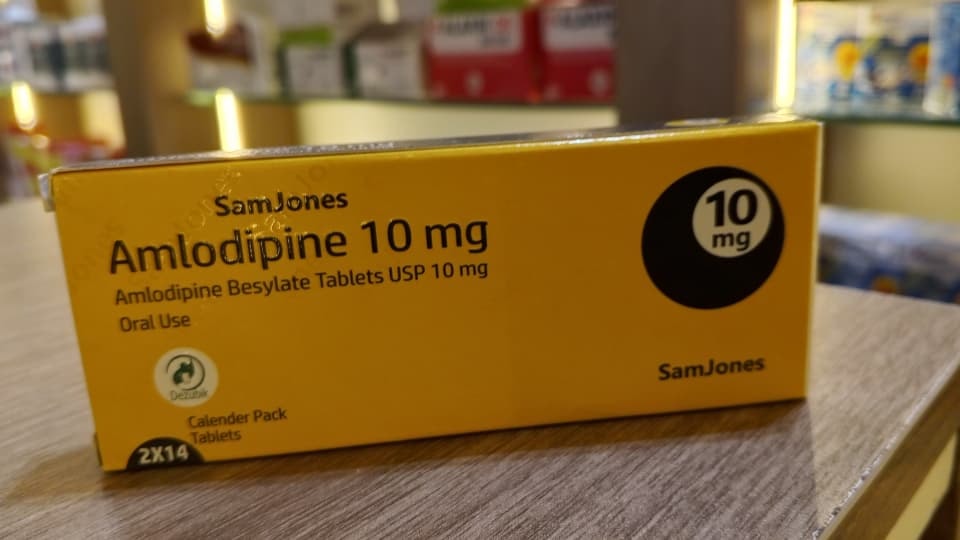 SamJones
Amlodipine 10 mg
Amlodipine Besylate Tablets USP 10 mg
Oral Use
Dezubik
Calender Pack
Tablets
2X14
10
mg
SamJones